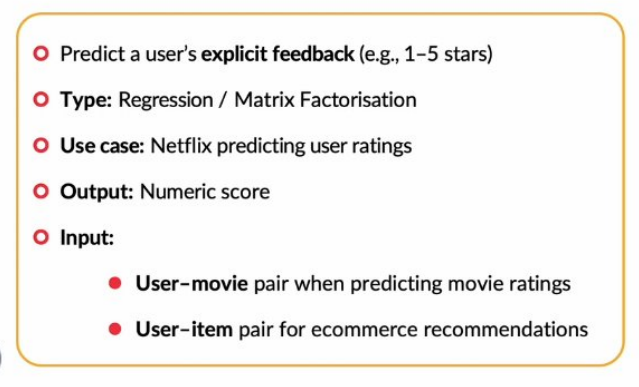 Predict a user's explicit feedback (e.g., 1–5 stars)
Type: Regression / Matrix Factorisation
Use case: Netflix predicting user ratings
Output: Numeric score
Input:
User–movie pair when predicting movie ratings
User–item pair for ecommerce recommendations